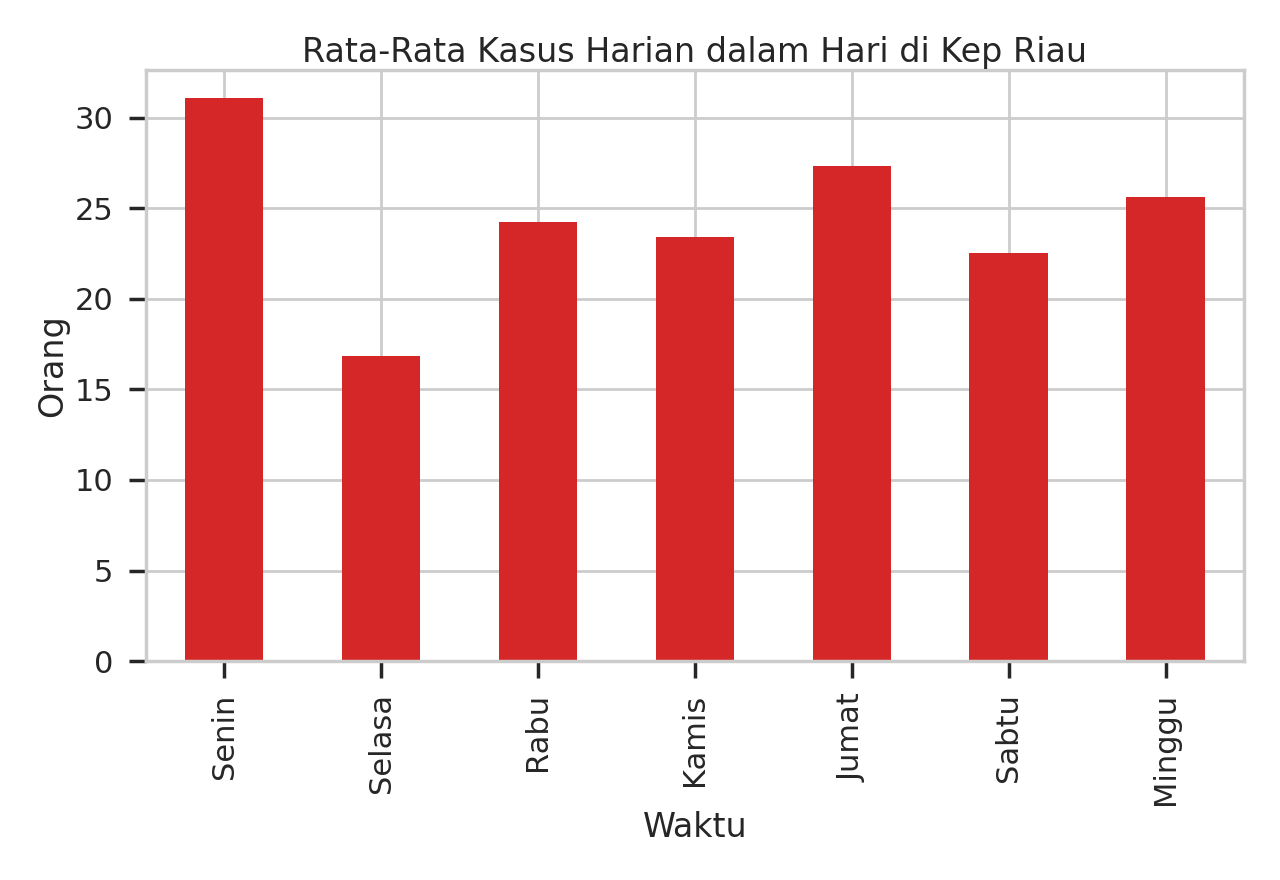 Rata-Rata Kasus Harian dalam Hari di Kep Riau
30
25
20
15
10
5
0
Orang
Senin
Selasa
Rabu
Kamis
Jumat
Sabtu
Minggu
Waktu